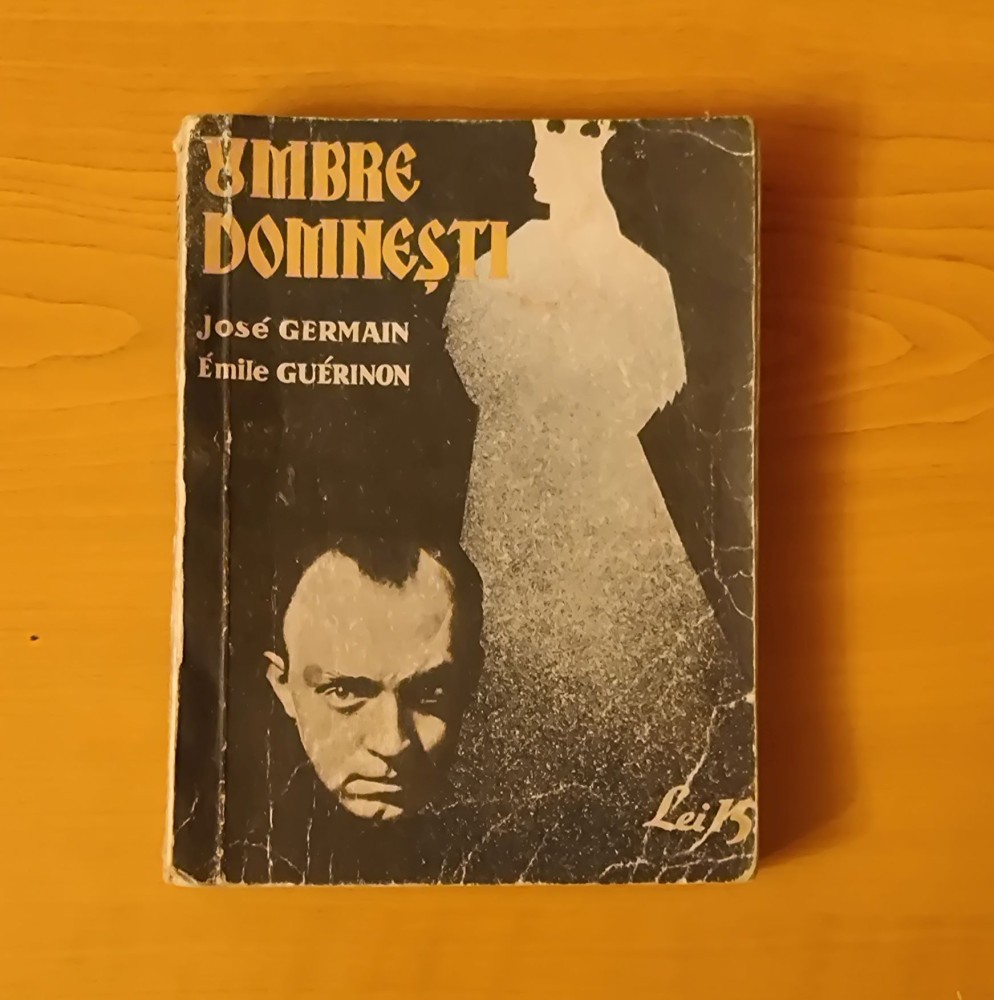 UMBRE
DOMNEȘTI
José GERMAIN
Émile GUÉRINON
Lei 15